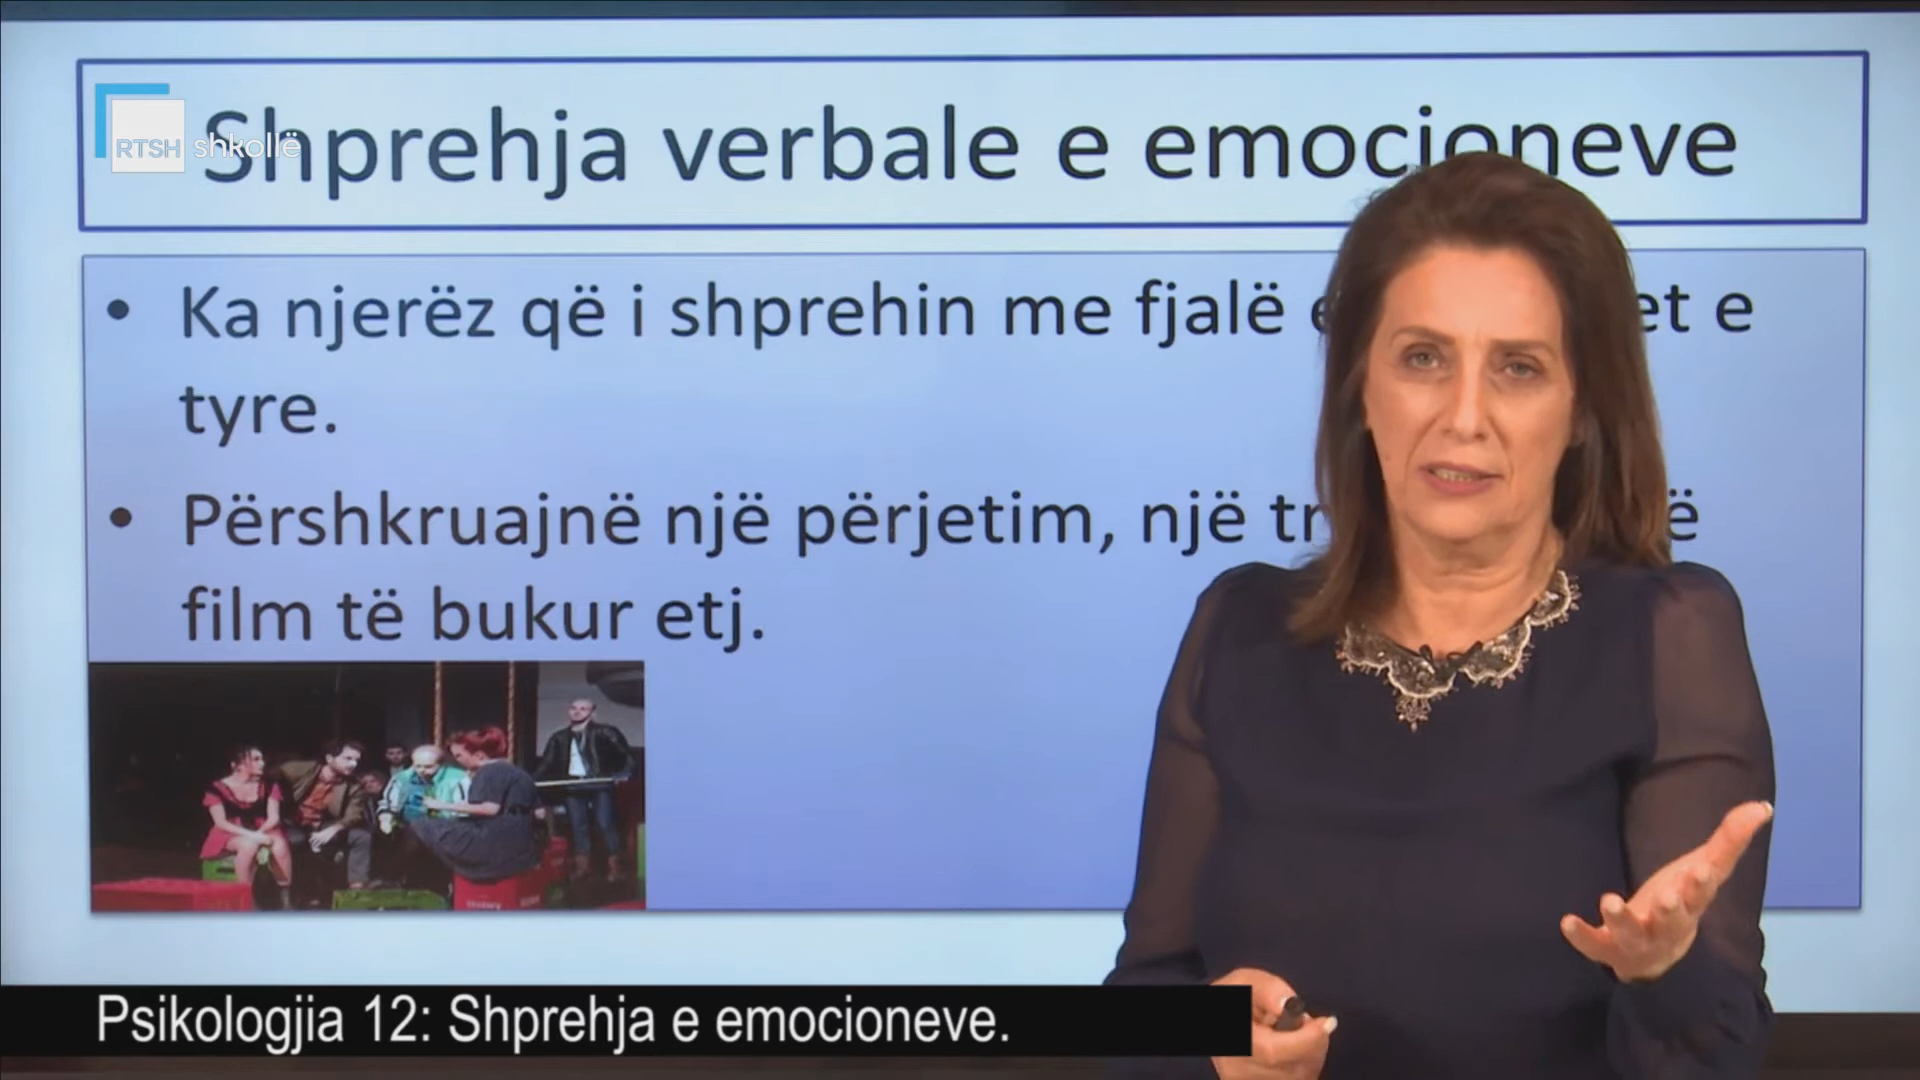 RTSH shkollë
Shprehja verbale e emocioneve
• Ka njerëz që i shprehin me fjalë e
tyre.
• Përshkruajnë një përjetim, një
film të bukur etj.
Psikologjia 12: Shprehja e emocioneve.